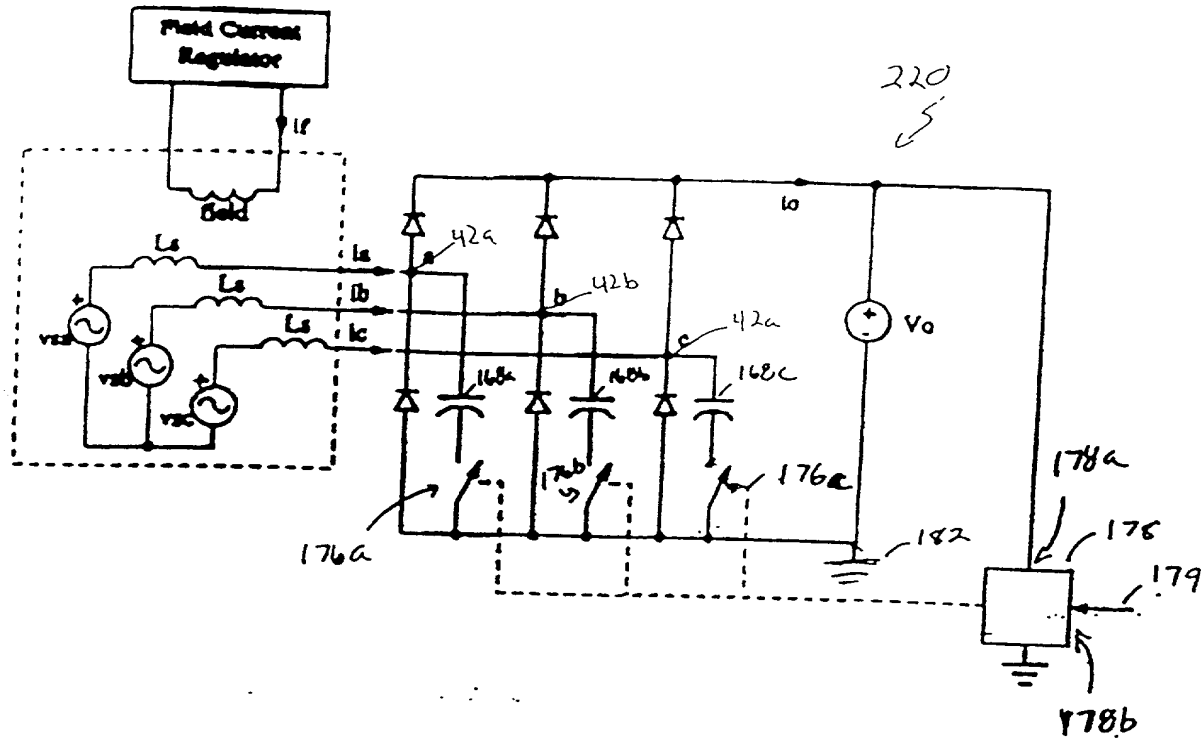 Field Current
Regulator
220
If
Field
Io
Ls
Ia
a
42a
Ls
Ib
b
42b
Ls
Ic
c
42a
+
vsa
+
vsb
+
vsc
+
-
Vo
168a
168b
168c
176a
176b
176c
182
178a
178
179
178b